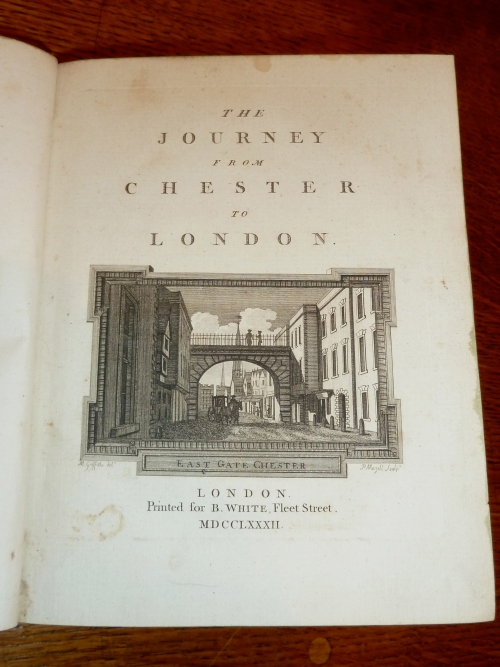 THE
JOURNEY
FROM
CHESTER
TO
LONDON.
EAST GATE CHESTER
LONDON.
Printed for B. WHITE, Fleet Street.
MDCCLXXXII.